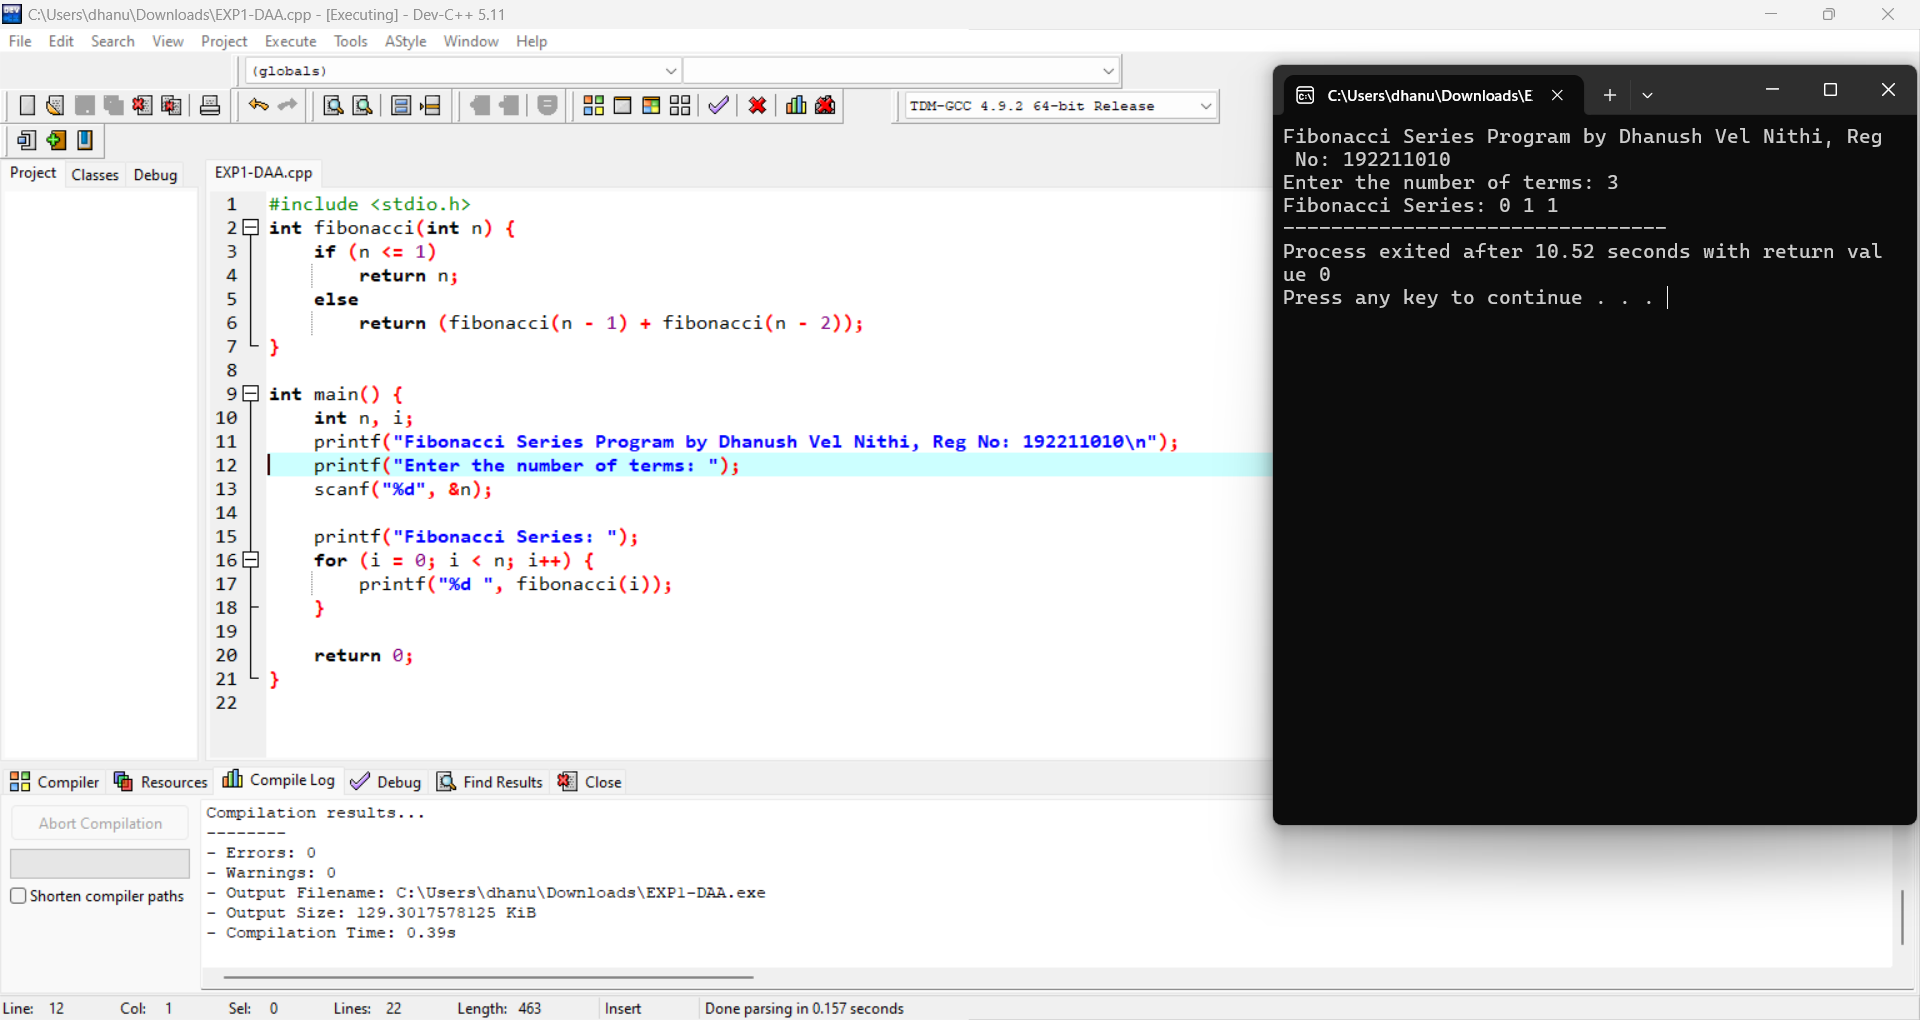 C:\Users\dhanu\Downloads\EXP1-DAA.cpp - [Executing] - Dev-C++ 5.11
File Edit Search View Project Execute Tools AStyle Window Help
(globals)
TDM-GCC 4.9.2 64-bit Release
Project Classes Debug
EXP1-DAA.cpp
1 #include <stdio.h>
2 int fibonacci(int n) {
3     if (n <= 1)
4         return n;
5     else
6         return (fibonacci(n - 1) + fibonacci(n - 2));
7 }
8
9 int main() {
10     int n, i;
11     printf("Fibonacci Series Program by Dhanush Vel Nithi, Reg No: 192211010\n");
12     printf("Enter the number of terms: ");
13     scanf("%d", &n);
14
15     printf("Fibonacci Series: ");
16     for (i = 0; i < n; i++) {
17         printf("%d ", fibonacci(i));
18     }
19
20     return 0;
21 }
22
C:\Users\dhanu\Downloads\E
Fibonacci Series Program by Dhanush Vel Nithi, Reg
 No: 192211010
Enter the number of terms: 3
Fibonacci Series: 0 1 1
--------------------------------
Process exited after 10.52 seconds with return val
ue 0
Press any key to continue . . .
Compiler Resources Compile Log Debug Find Results Close
Abort Compilation
Shorten compiler paths
Compilation results...
--------
- Errors: 0
- Warnings: 0
- Output Filename: C:\Users\dhanu\Downloads\EXP1-DAA.exe
- Output Size: 129.3017578125 KiB
- Compilation Time: 0.39s
Line: 12 Col: 1 Sel: 0 Lines: 22 Length: 463 Insert Done parsing in 0.157 seconds